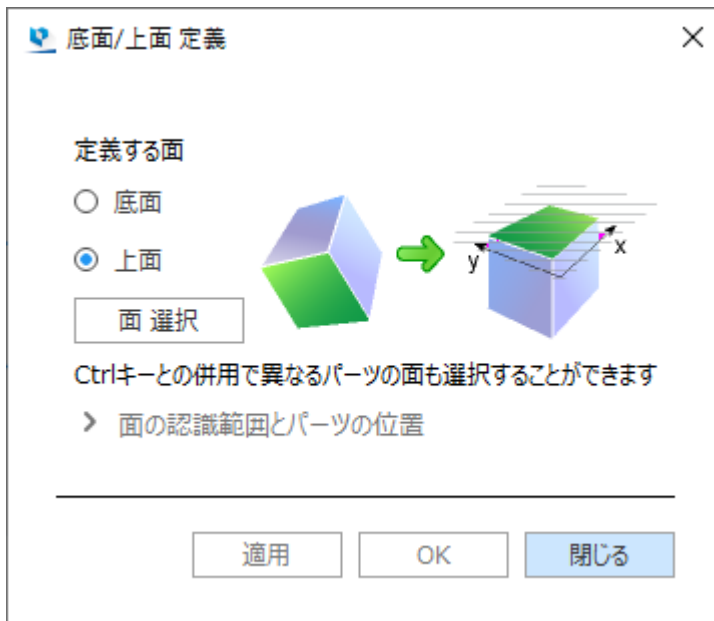 底面/上面 定義
定義する面
底面
上面
面 選択
y
x
Ctrlキーとの併用で異なるパーツの面も選択することができます
面の認識範囲とパーツの位置
適用
OK
閉じる